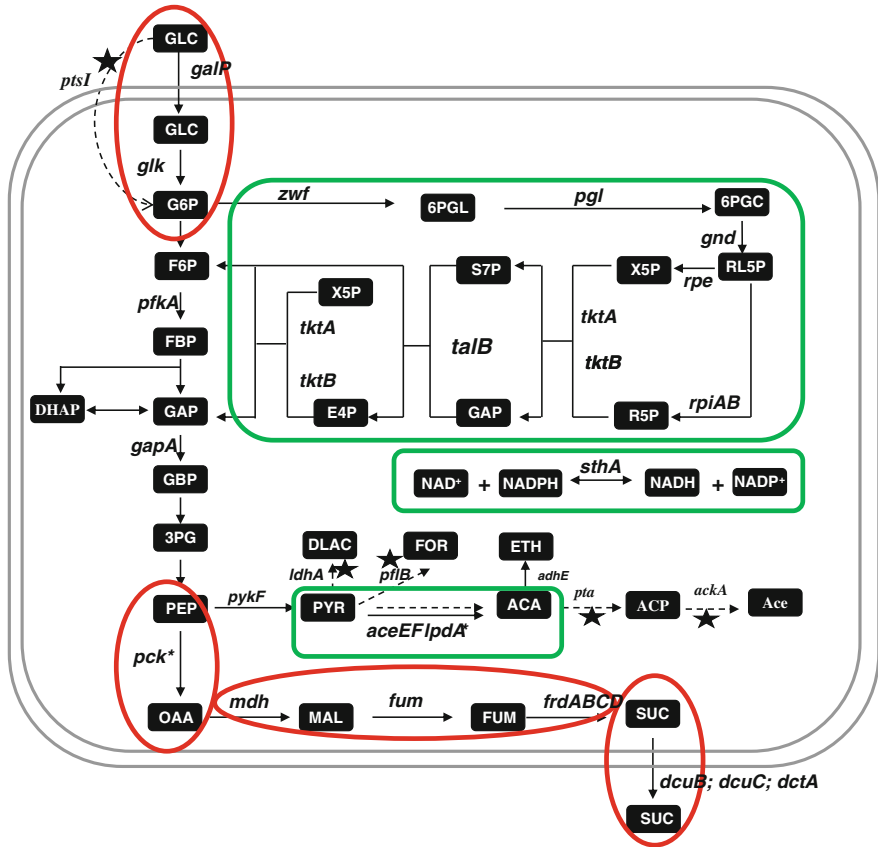 GLC
ptsI
galP
GLC
glk
G6P
zwf
6PGL
pgl
6PGC
gnd
F6P
S7P
X5P
rpe
RL5P
X5P
pfkA
tktA
tktA
FBP
talB
tktB
tktB
DHAP
GAP
E4P
GAP
R5P
rpiAB
gapA
GBP
NAD+ + NADPH sthA NADH + NADP+
3PG
DLAC
FOR
ETH
ldhA
pflB
adhE
PEP
pykF
PYR
ACA
pta
ACP
ackA
Ace
aceEFlpdA*
pck*
OAA
mdh
MAL
fum
FUM
frdABCD
SUC
dcuB; dcuC; dctA
SUC